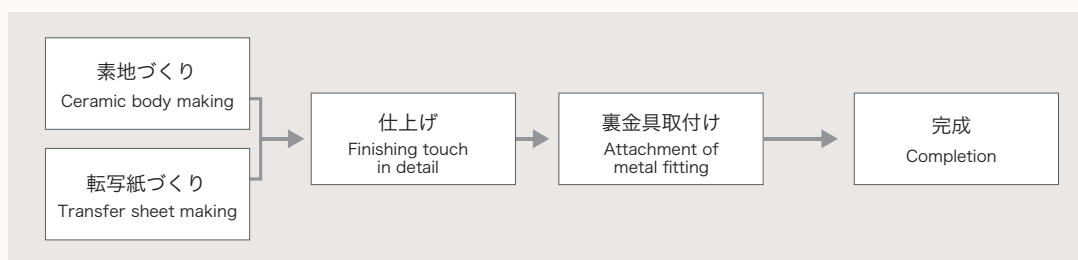 素地づくり
Ceramic body making
転写紙づくり
Transfer sheet making
仕上げ
Finishing touch
in detail
裏金具取付け
Attachment of
metal fitting
完成
Completion